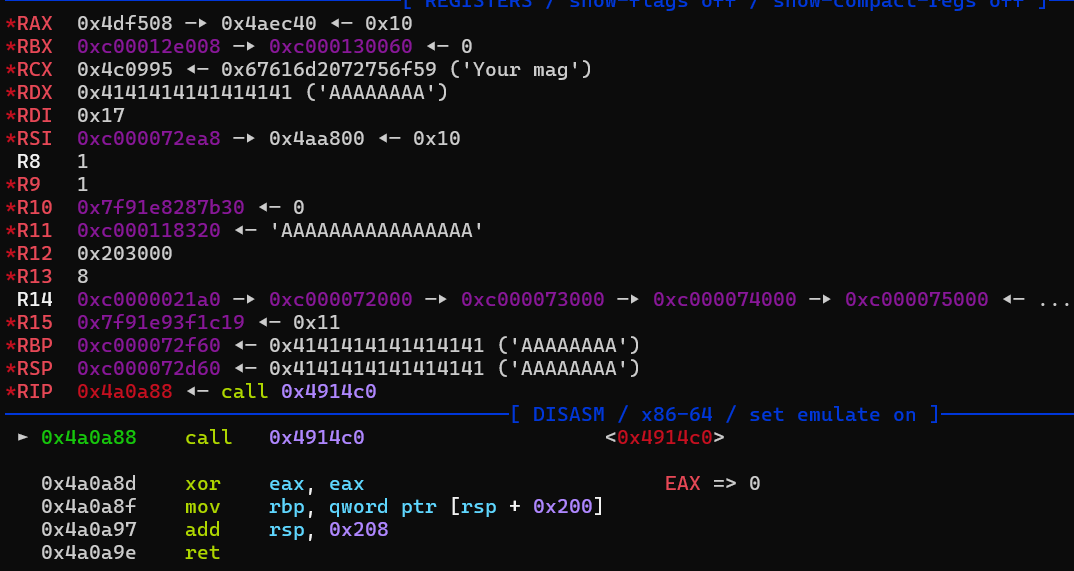 [ REGISTERS / show-flags off / show-compact-regs off ]
*RAX  0x4df508 —▸ 0x4aec40 ◂— 0x10
*RBX  0xc00012e008 —▸ 0xc000130060 ◂— 0
*RCX  0x4c0995 ◂— 0x67616d2072756f59 ('Your mag')
*RDX  0x4141414141414141 ('AAAAAAAA')
*RDI  0x17
*RSI  0xc000072ea8 —▸ 0x4aa800 ◂— 0x10
 R8   1
*R9   1
*R10  0x7f91e8287b30 ◂— 0
*R11  0xc000118320 ◂— 'AAAAAAAAAAAAAAAA'
*R12  0x203000
*R13  8
 R14  0xc0000021a0 —▸ 0xc000072000 —▸ 0xc000073000 —▸ 0xc000074000 —▸ 0xc000075000 ◂— ...
*R15  0x7f91e93f1c19 ◂— 0x11
*RBP  0xc000072f60 ◂— 0x4141414141414141 ('AAAAAAAA')
*RSP  0xc000072d60 ◂— 0x4141414141414141 ('AAAAAAAA')
*RIP  0x4a0a88 ◂— call 0x4914c0
[ DISASM / x86-64 / set emulate on ]
 ► 0x4a0a88    call   0x4914c0                    <0x4914c0>
   0x4a0a8d    xor    eax, eax                         EAX => 0
   0x4a0a8f    mov    rbp, qword ptr [rsp + 0x200]
   0x4a0a97    add    rsp, 0x208
   0x4a0a9e    ret